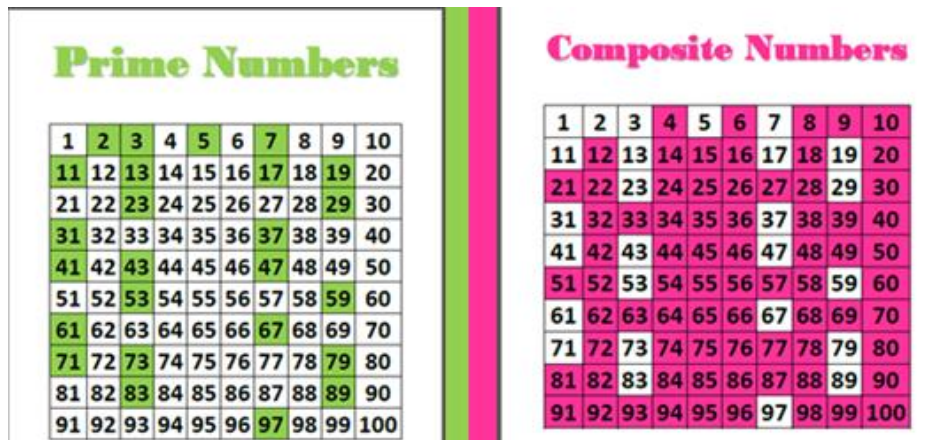 Prime Numbers
1 2 3 4 5 6 7 8 9 10
11 12 13 14 15 16 17 18 19 20
21 22 23 24 25 26 27 28 29 30
31 32 33 34 35 36 37 38 39 40
41 42 43 44 45 46 47 48 49 50
51 52 53 54 55 56 57 58 59 60
61 62 63 64 65 66 67 68 69 70
71 72 73 74 75 76 77 78 79 80
81 82 83 84 85 86 87 88 89 90
91 92 93 94 95 96 97 98 99 100
Composite Numbers
1 2 3 4 5 6 7 8 9 10
11 12 13 14 15 16 17 18 19 20
21 22 23 24 25 26 27 28 29 30
31 32 33 34 35 36 37 38 39 40
41 42 43 44 45 46 47 48 49 50
51 52 53 54 55 56 57 58 59 60
61 62 63 64 65 66 67 68 69 70
71 72 73 74 75 76 77 78 79 80
81 82 83 84 85 86 87 88 89 90
91 92 93 94 95 96 97 98 99 100